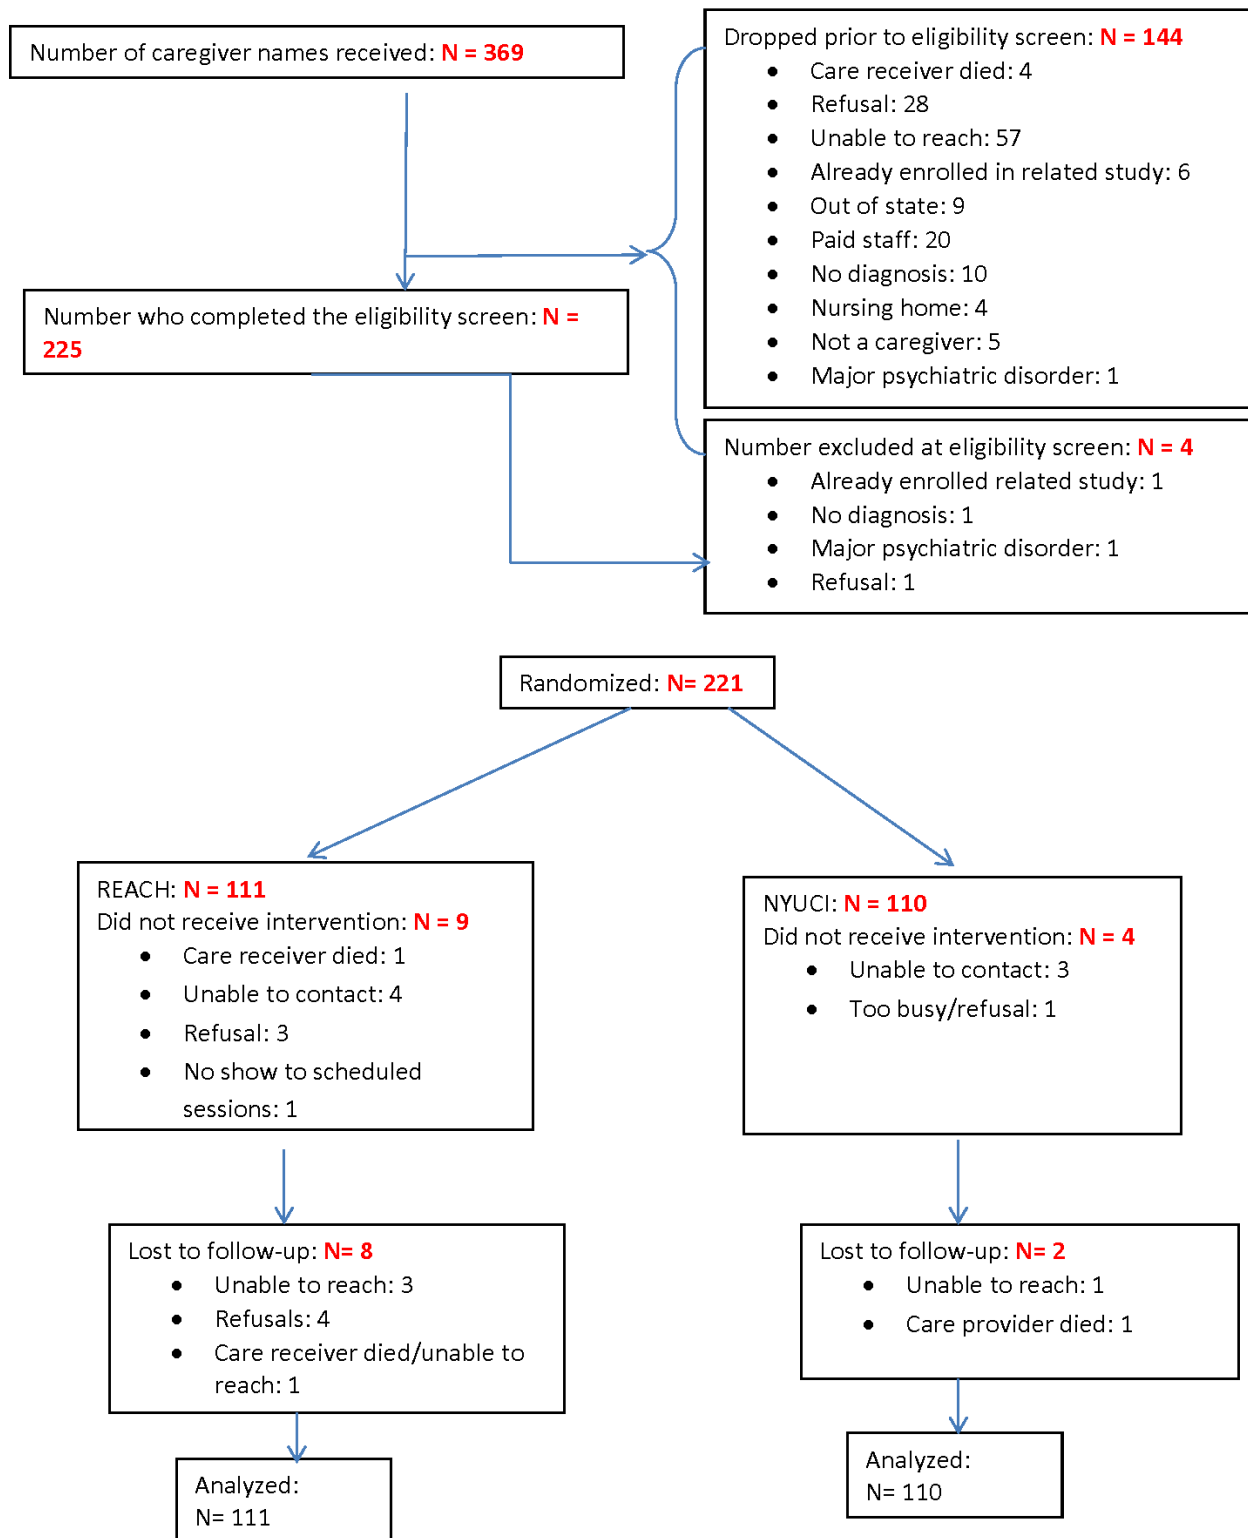 Number of caregiver names received: N = 369
Dropped prior to eligibility screen: N = 144
• Care receiver died: 4
• Refusal: 28
• Unable to reach: 57
• Already enrolled in related study: 6
• Out of state: 9
• Paid staff: 20
• No diagnosis: 10
• Nursing home: 4
• Not a caregiver: 5
• Major psychiatric disorder: 1
Number who completed the eligibility screen: N =
225
Number excluded at eligibility screen: N = 4
• Already enrolled related study: 1
• No diagnosis: 1
• Major psychiatric disorder: 1
• Refusal: 1
Randomized: N= 221
REACH: N = 111
Did not receive intervention: N = 9
• Care receiver died: 1
• Unable to contact: 4
• Refusal: 3
• No show to scheduled
sessions: 1
NYUCI: N = 110
Did not receive intervention: N = 4
• Unable to contact: 3
• Too busy/refusal: 1
Lost to follow-up: N= 8
• Unable to reach: 3
• Refusals: 4
• Care receiver died/unable to
reach: 1
Lost to follow-up: N= 2
• Unable to reach: 1
• Care provider died: 1
Analyzed:
N= 111
Analyzed:
N= 110